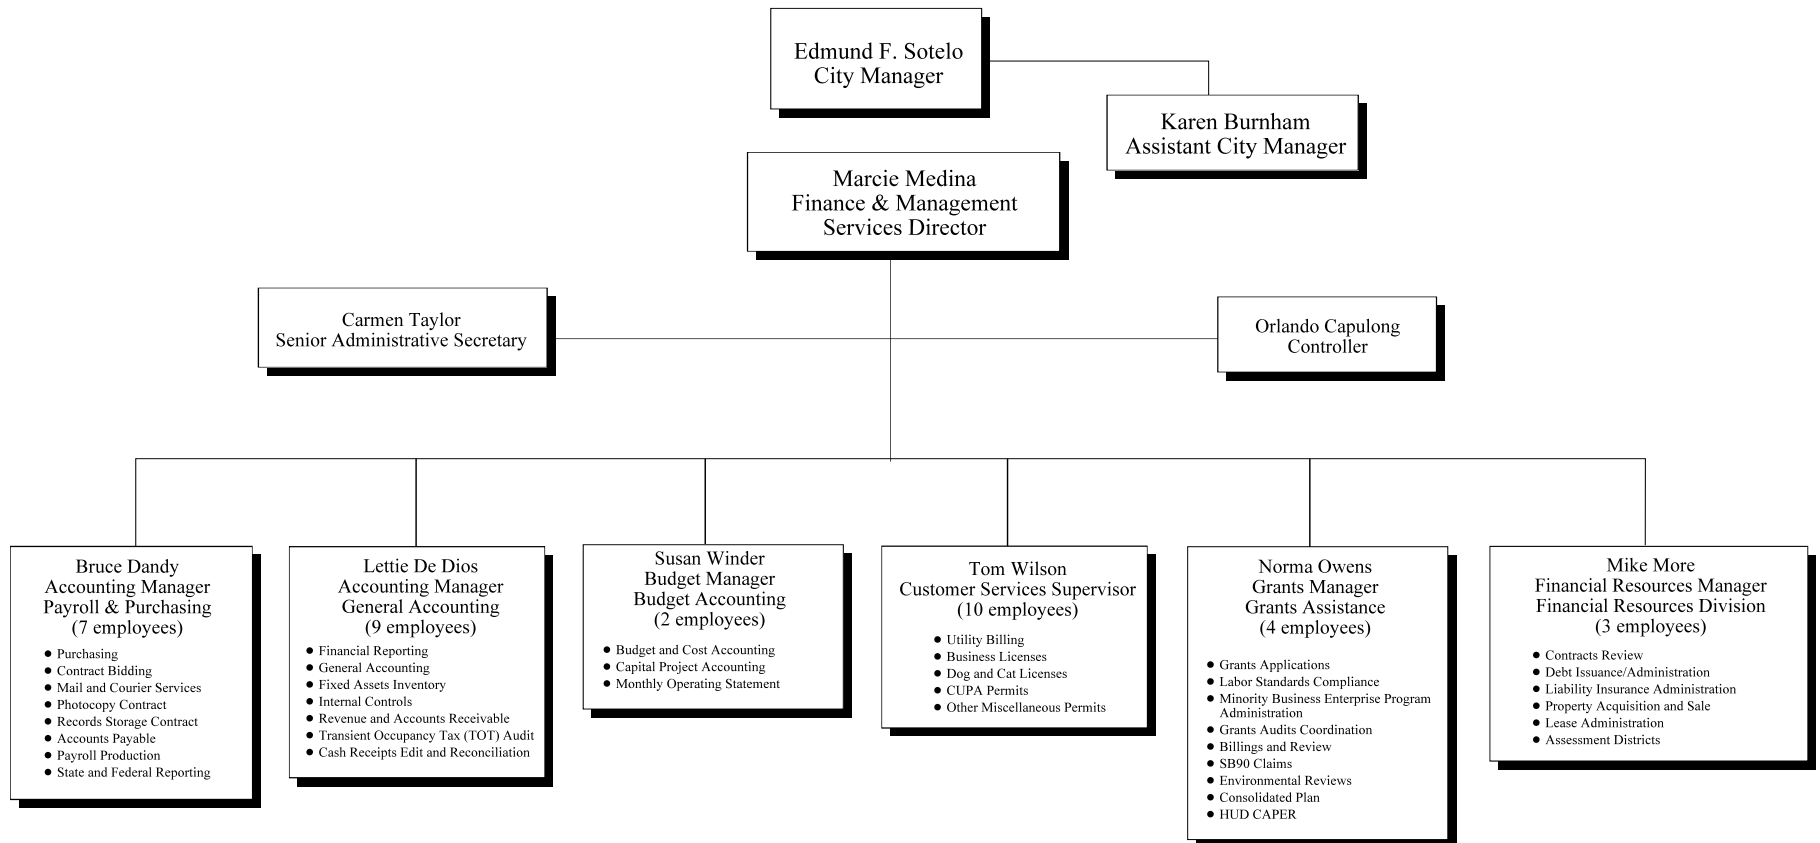 Edmund F. Sotelo
City Manager
Karen Burnham
Assistant City Manager
Marcie Medina
Finance & Management
Services Director
Carmen Taylor
Senior Administrative Secretary
Orlando Capulong
Controller
Bruce Dandy
Accounting Manager
Payroll & Purchasing
(7 employees)
● Purchasing
● Contract Bidding
● Mail and Courier Services
● Photocopy Contract
● Records Storage Contract
● Accounts Payable
● Payroll Production
● State and Federal Reporting
Lettie De Dios
Accounting Manager
General Accounting
(9 employees)
● Financial Reporting
● General Accounting
● Fixed Assets Inventory
● Internal Controls
● Revenue and Accounts Receivable
● Transient Occupancy Tax (TOT) Audit
● Cash Receipts Edit and Reconciliation
Susan Winder
Budget Manager
Budget Accounting
(2 employees)
● Budget and Cost Accounting
● Capital Project Accounting
● Monthly Operating Statement
Tom Wilson
Customer Services Supervisor
(10 employees)
● Utility Billing
● Business Licenses
● Dog and Cat Licenses
● CUPA Permits
● Other Miscellaneous Permits
Norma Owens
Grants Manager
Grants Assistance
(4 employees)
● Grants Applications
● Labor Standards Compliance
● Minority Business Enterprise Program
Administration
● Grants Audits Coordination
● Billings and Review
● SB90 Claims
● Environmental Reviews
● Consolidated Plan
● HUD CAPER
Mike More
Financial Resources Manager
Financial Resources Division
(3 employees)
● Contracts Review
● Debt Issuance/Administration
● Liability Insurance Administration
● Property Acquisition and Sale
● Lease Administration
● Assessment Districts